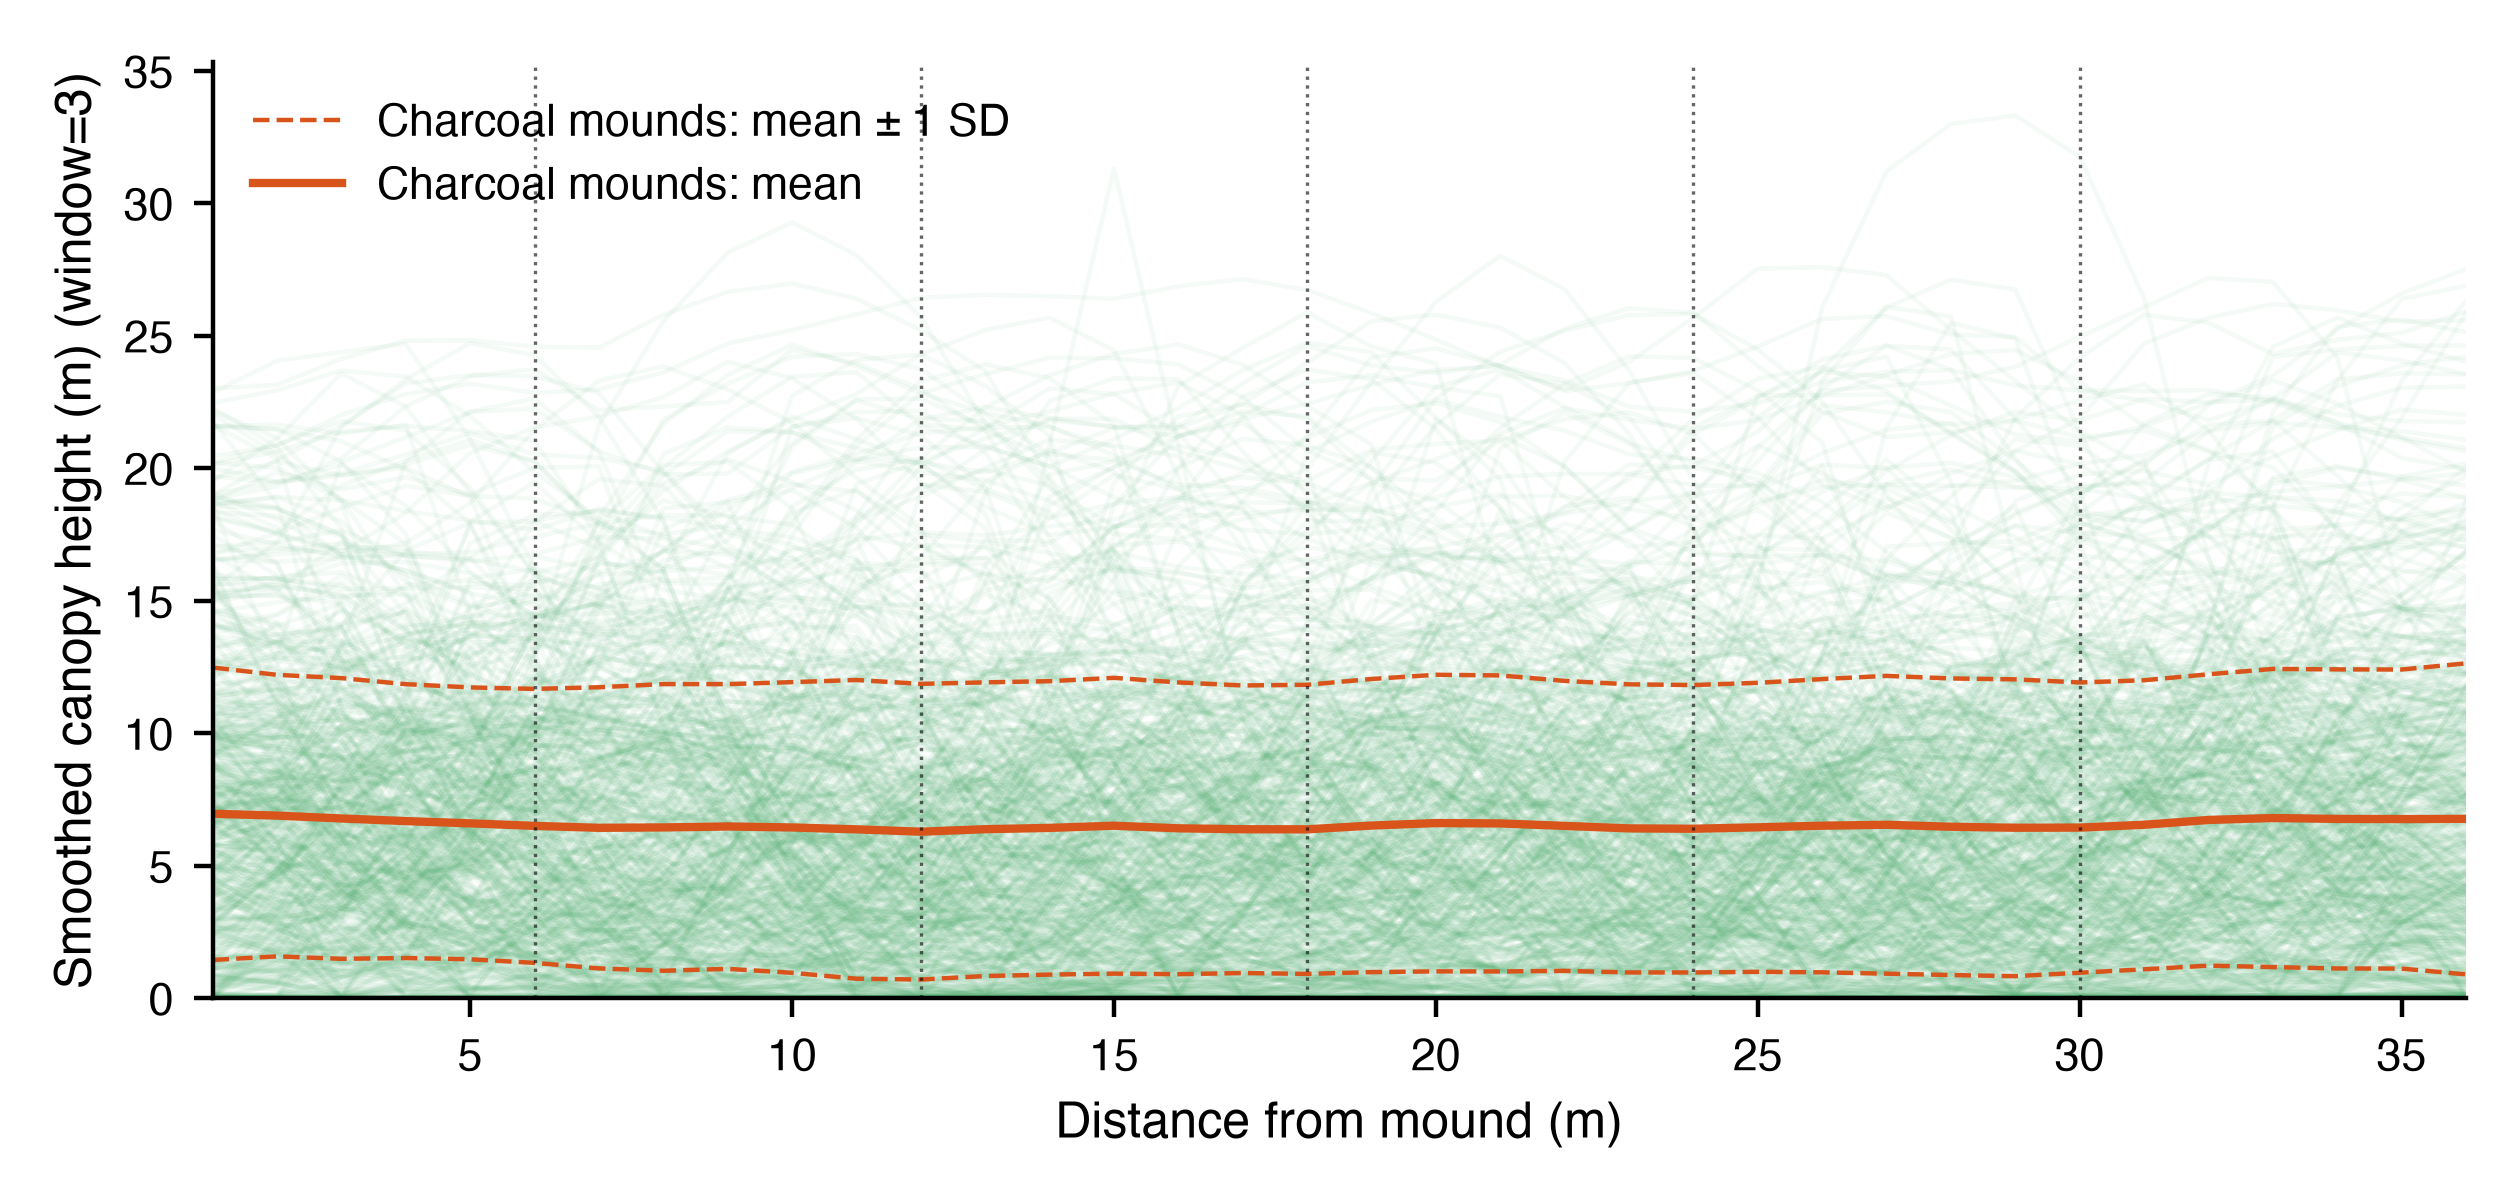 Smoothed canopy height (m) (window=3)
35
30
25
20
15
10
5
0
Charcoal mounds: mean ± 1 SD
Charcoal mounds: mean
5 10 15 20 25 30 35
Distance from mound (m)